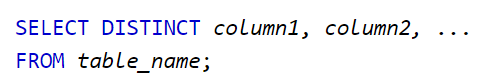 SELECT DISTINCT column1, column2, ...
FROM table_name;